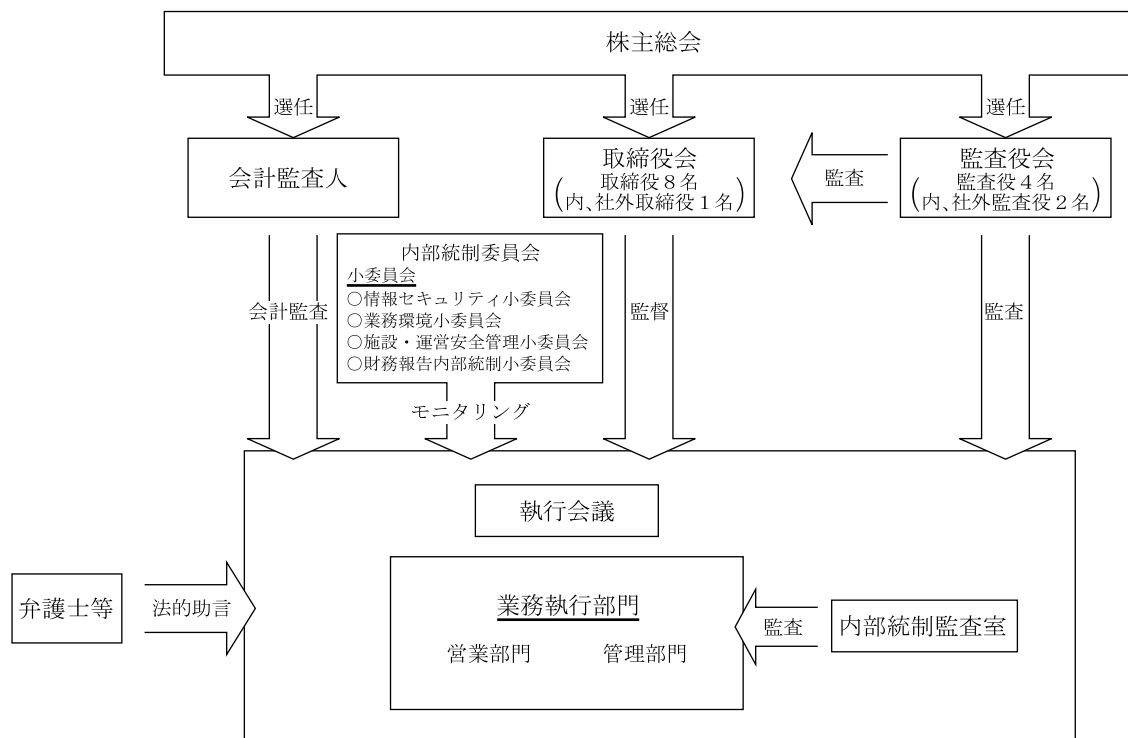 株主総会
選任
選任
選任
会計監査人
取締役会
取締役8名
(内、社外取締役1名)
監査
監査役会
監査役4名
(内、社外監査役2名)
内部統制委員会
小委員会
○情報セキュリティ小委員会
○業務環境小委員会
○施設・運営安全管理小委員会
○財務報告内部統制小委員会
会計監査
監督
監査
モニタリング
執行会議
弁護士等
法的助言
業務執行部門
営業部門
管理部門
監査
内部統制監査室